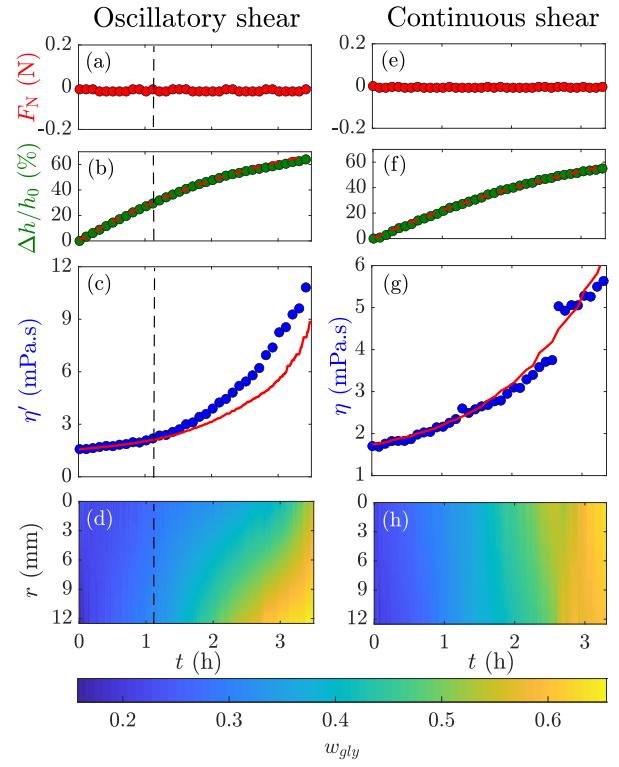 Oscillatory shear
Continuous shear
(a)
(e)
F_N (N)
0.2
0
-0.2
0.2
0
-0.2
(b)
(f)
Δh/h_0 (%)
60
40
20
0
60
40
20
0
(c)
(g)
η′ (mPa.s)
12
9
6
3
0
η (mPa.s)
6
5
4
3
2
1
(d)
(h)
r (mm)
0
3
6
9
12
0
3
6
9
12
0 1 2 3
0 1 2 3
t (h)
t (h)
0.2 0.3 0.4 0.5 0.6
w_gly